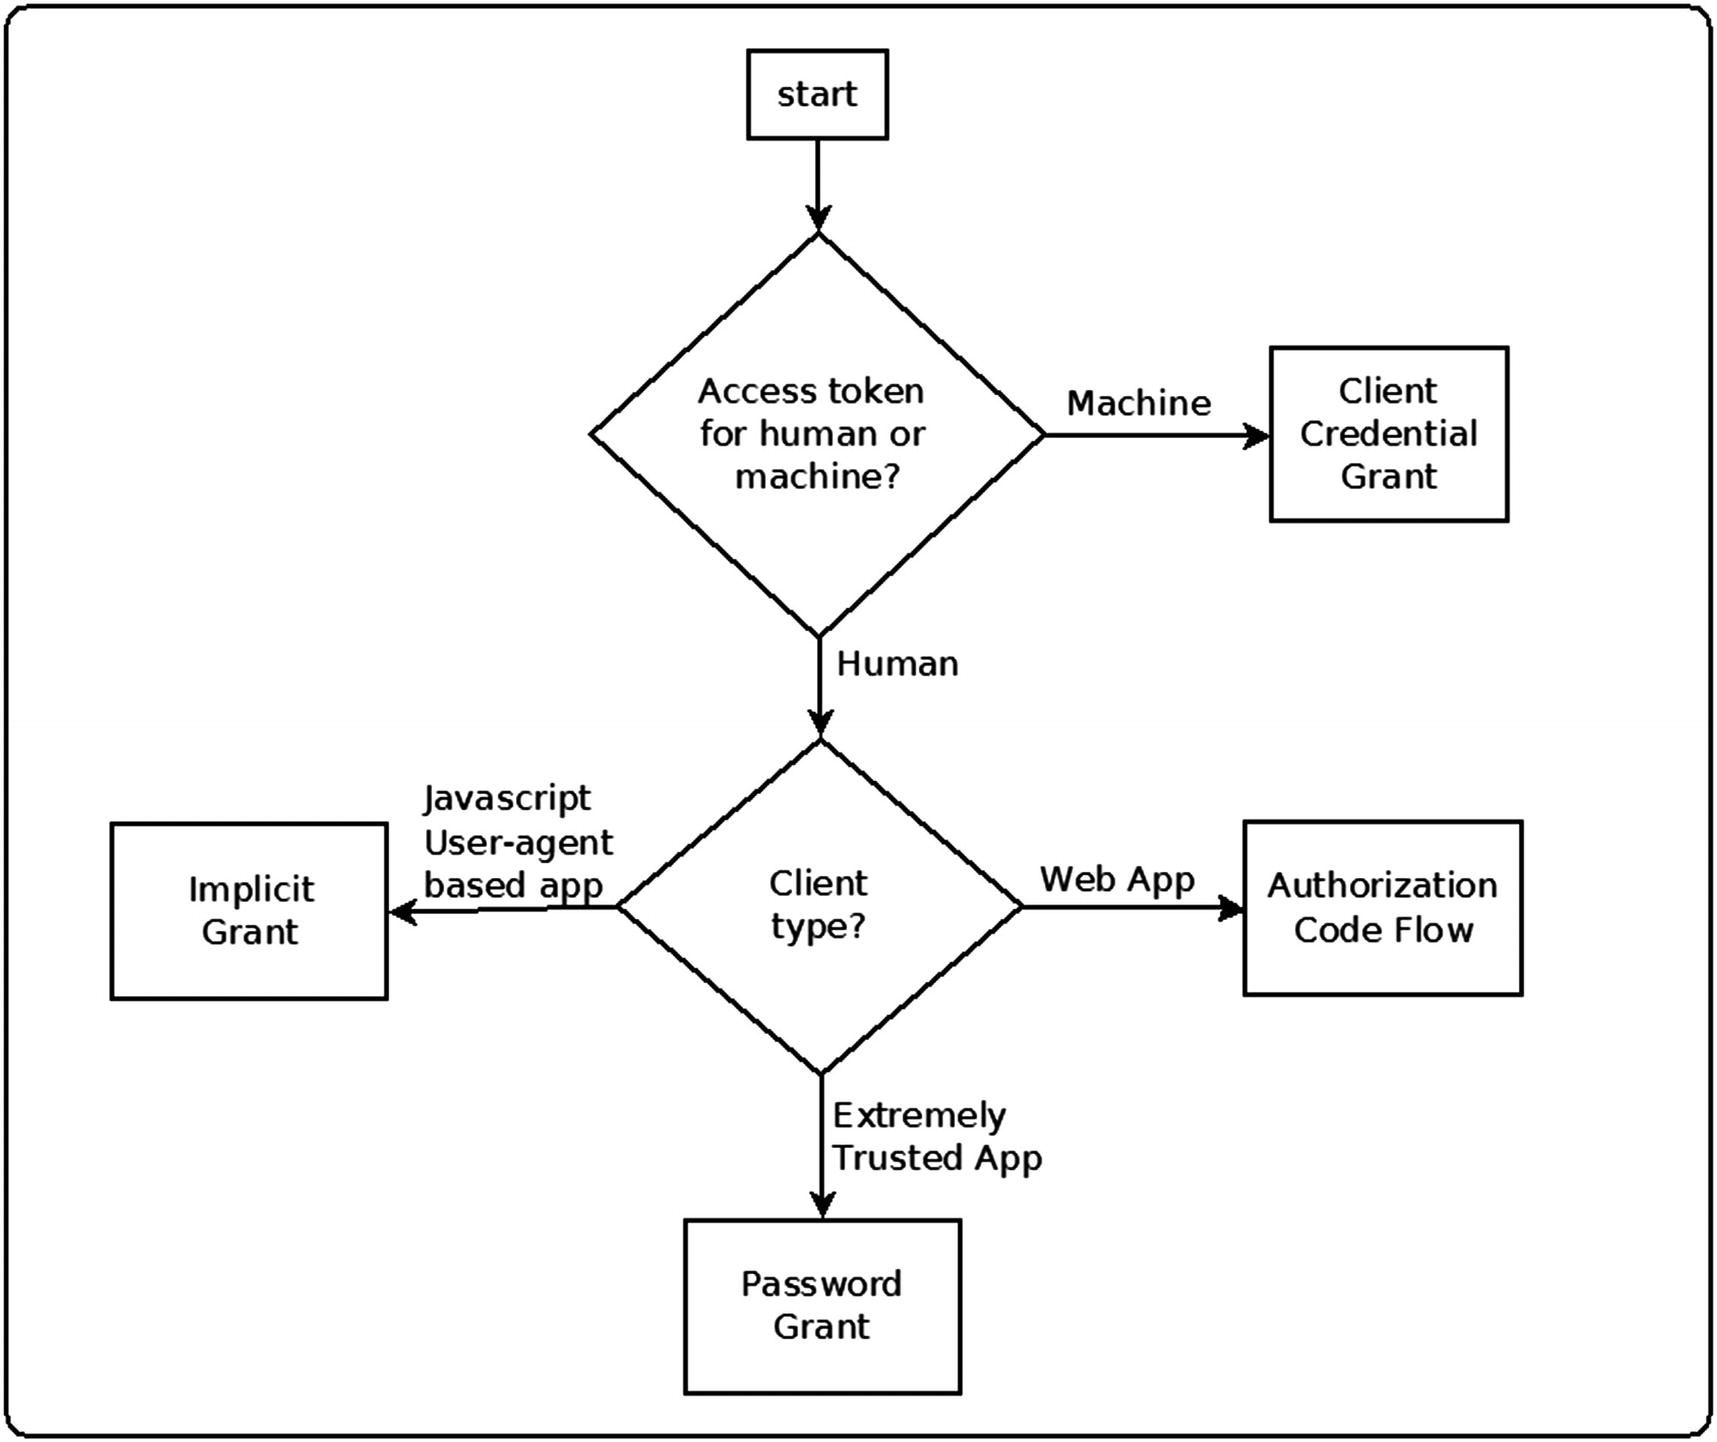 start
Access token
for human or
machine?
Machine
Client
Credential
Grant
Human
Javascript
User-agent
based app
Implicit
Grant
Client
type?
Web App
Authorization
Code Flow
Extremely
Trusted App
Password
Grant